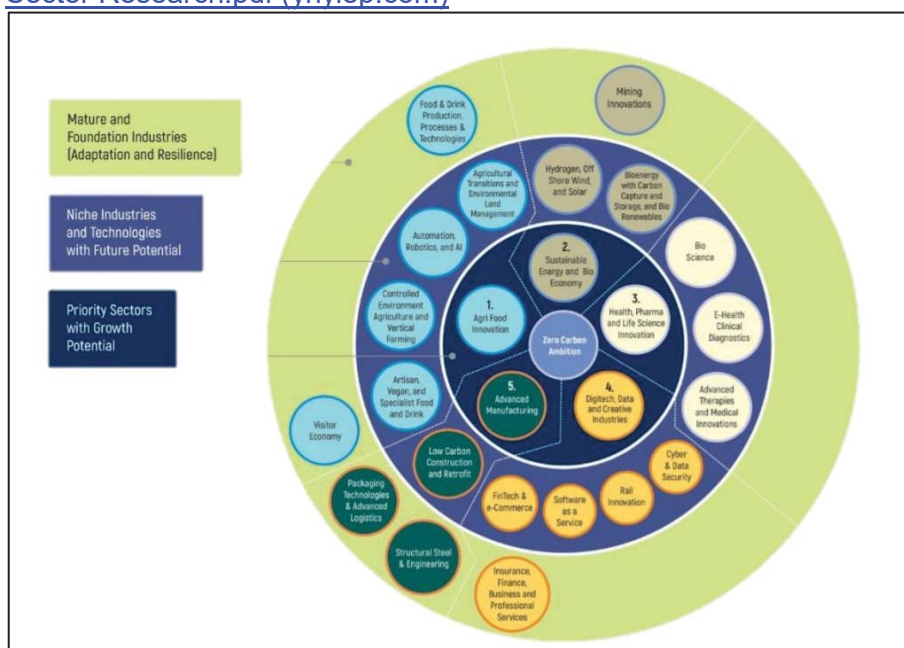 Sector Research.pdf (ynylep.com)
Mature and
Foundation Industries
(Adaptation and Resilience)
Niche Industries
and Technologies
with Future Potential
Priority Sectors
with Growth
Potential
Food & Drink
Production,
Processes &
Technologies
Mining
Innovations
Agricultural
Transitions and
Environmental
Land
Management
Hydrogen, Off
Shore Wind,
and Solar
Bioenergy
with Carbon
Capture and
Storage, and Bio
Renewables
Automation,
Robotics, and AI
Bio
Science
2.
Sustainable
Energy and Bio
Economy
Controlled
Environment
Agriculture and
Vertical
Farming
1.
Agri Food
Innovation
3.
Health, Pharma
and Life Science
Innovation
E-Health
Clinical
Diagnostics
Zero Carbon
Ambition
Artisan,
Vegan, and
Specialist Food
and Drink
5.
Advanced
Manufacturing
4.
Digitech, Data
and Creative
Industries
Advanced
Therapies
and Medical
Innovations
Visitor
Economy
Low Carbon
Construction
and Retrofit
Cyber
& Data
Security
Packaging
Technologies
& Advanced
Logistics
FinTech &
e-Commerce
Software
as a
Service
Rail
Innovation
Structural Steel
& Engineering
Insurance,
Finance,
Business and
Professional
Services